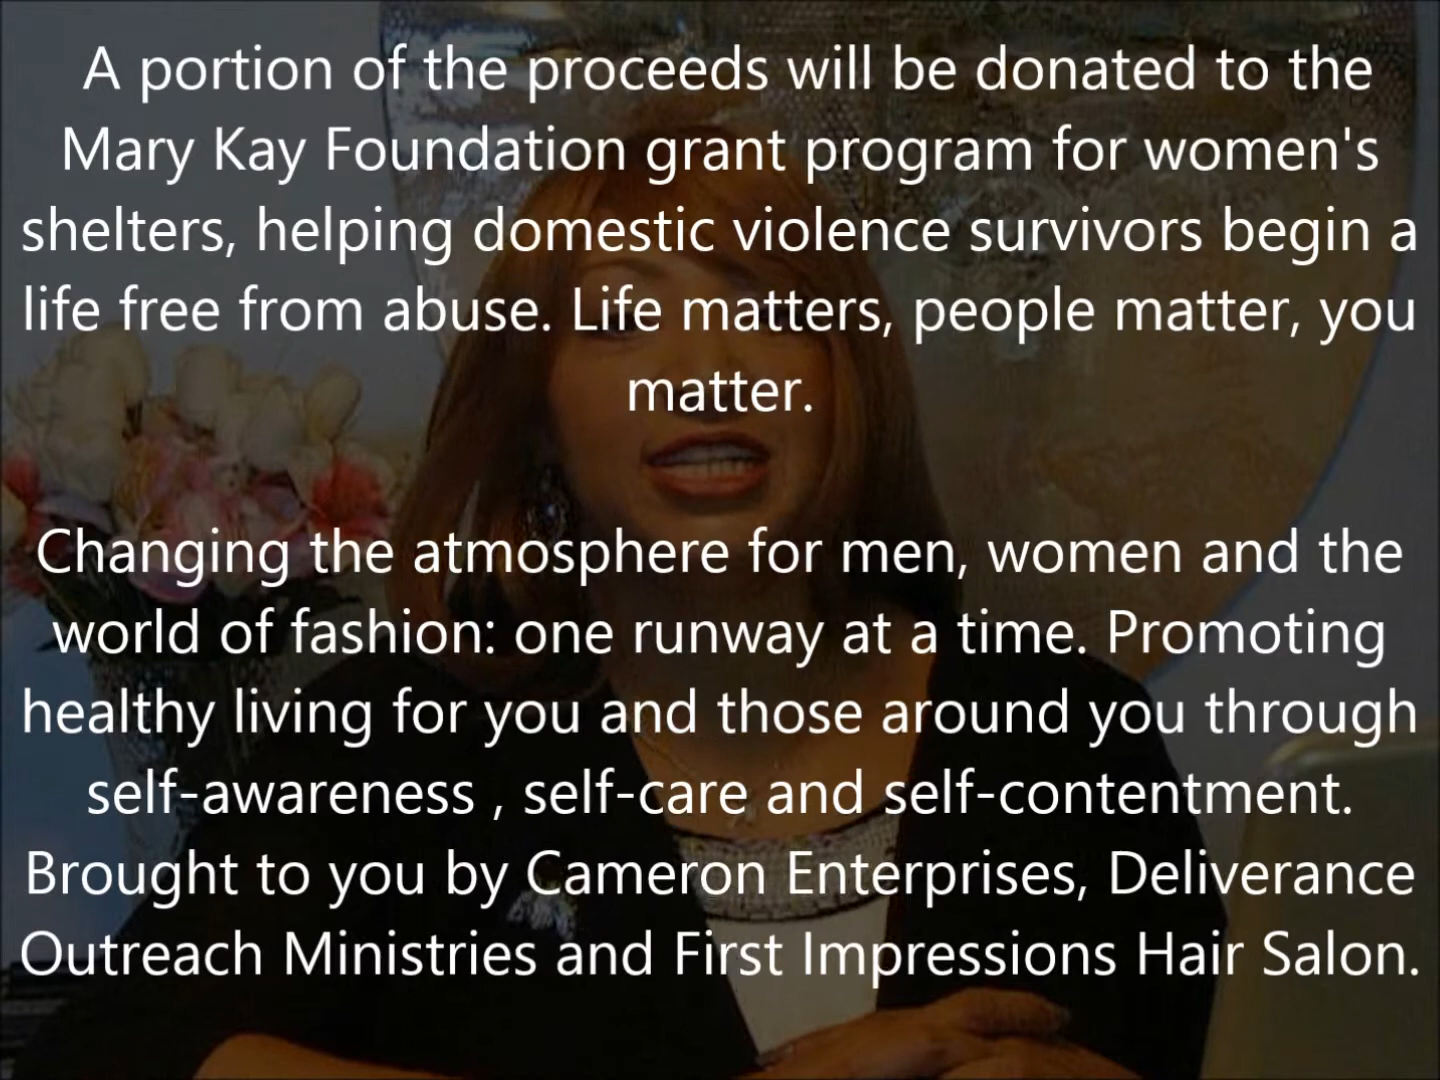 A portion of the proceeds will be donated to the
Mary Kay Foundation grant program for women's
shelters, helping domestic violence survivors begin a
life free from abuse. Life matters, people matter, you
matter.
Changing the atmosphere for men, women and the
world of fashion: one runway at a time. Promoting
healthy living for you and those around you through
self-awareness , self-care and self-contentment.
Brought to you by Cameron Enterprises, Deliverance
Outreach Ministries and First Impressions Hair Salon.